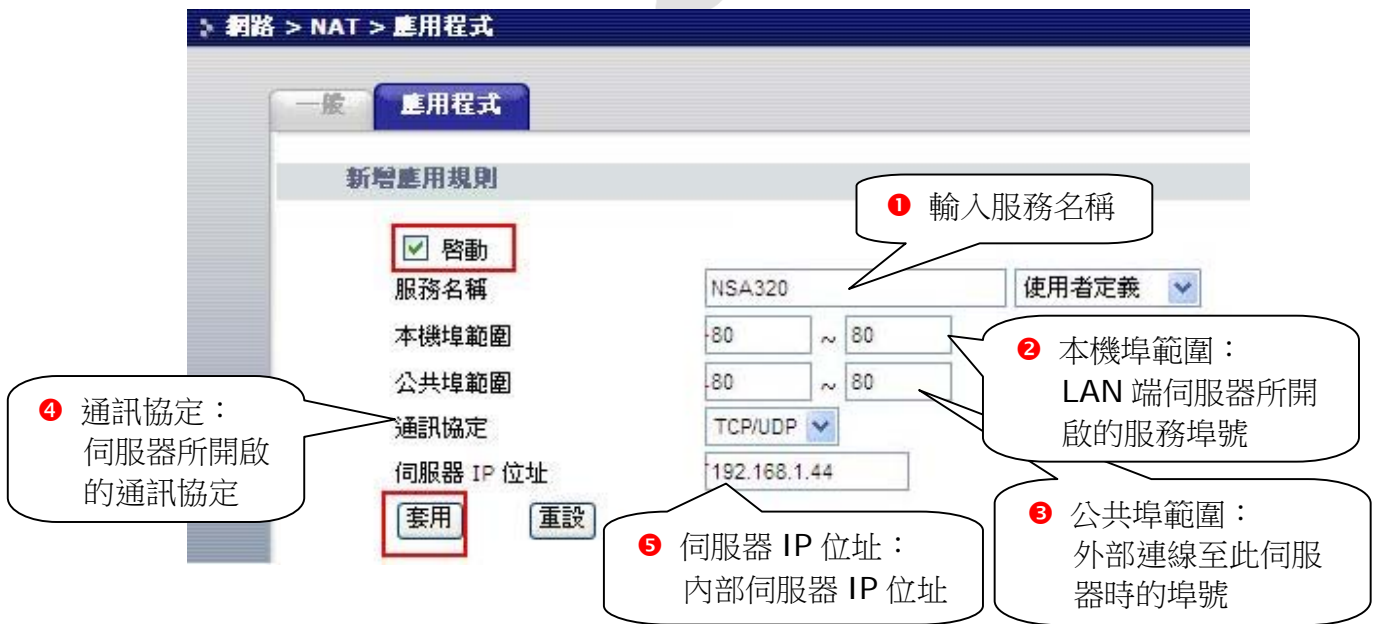 網路 > NAT > 應用程式
一般 應用程式
新增應用規則
❶ 輸入服務名稱
啓動
服務名稱 NSA320 使用者定義
本機埠範圍 80 ~ 80
❷ 本機埠範圍：
LAN 端伺服器所開
啟的服務埠號
公共埠範圍 80 ~ 80
❹ 通訊協定：
伺服器所開啟
的通訊協定
通訊協定 TCP/UDP
伺服器 IP 位址 192.168.1.44
套用 重設
❸ 公共埠範圍：
外部連線至此伺服
器時的埠號
❺ 伺服器 IP 位址：
內部伺服器 IP 位址